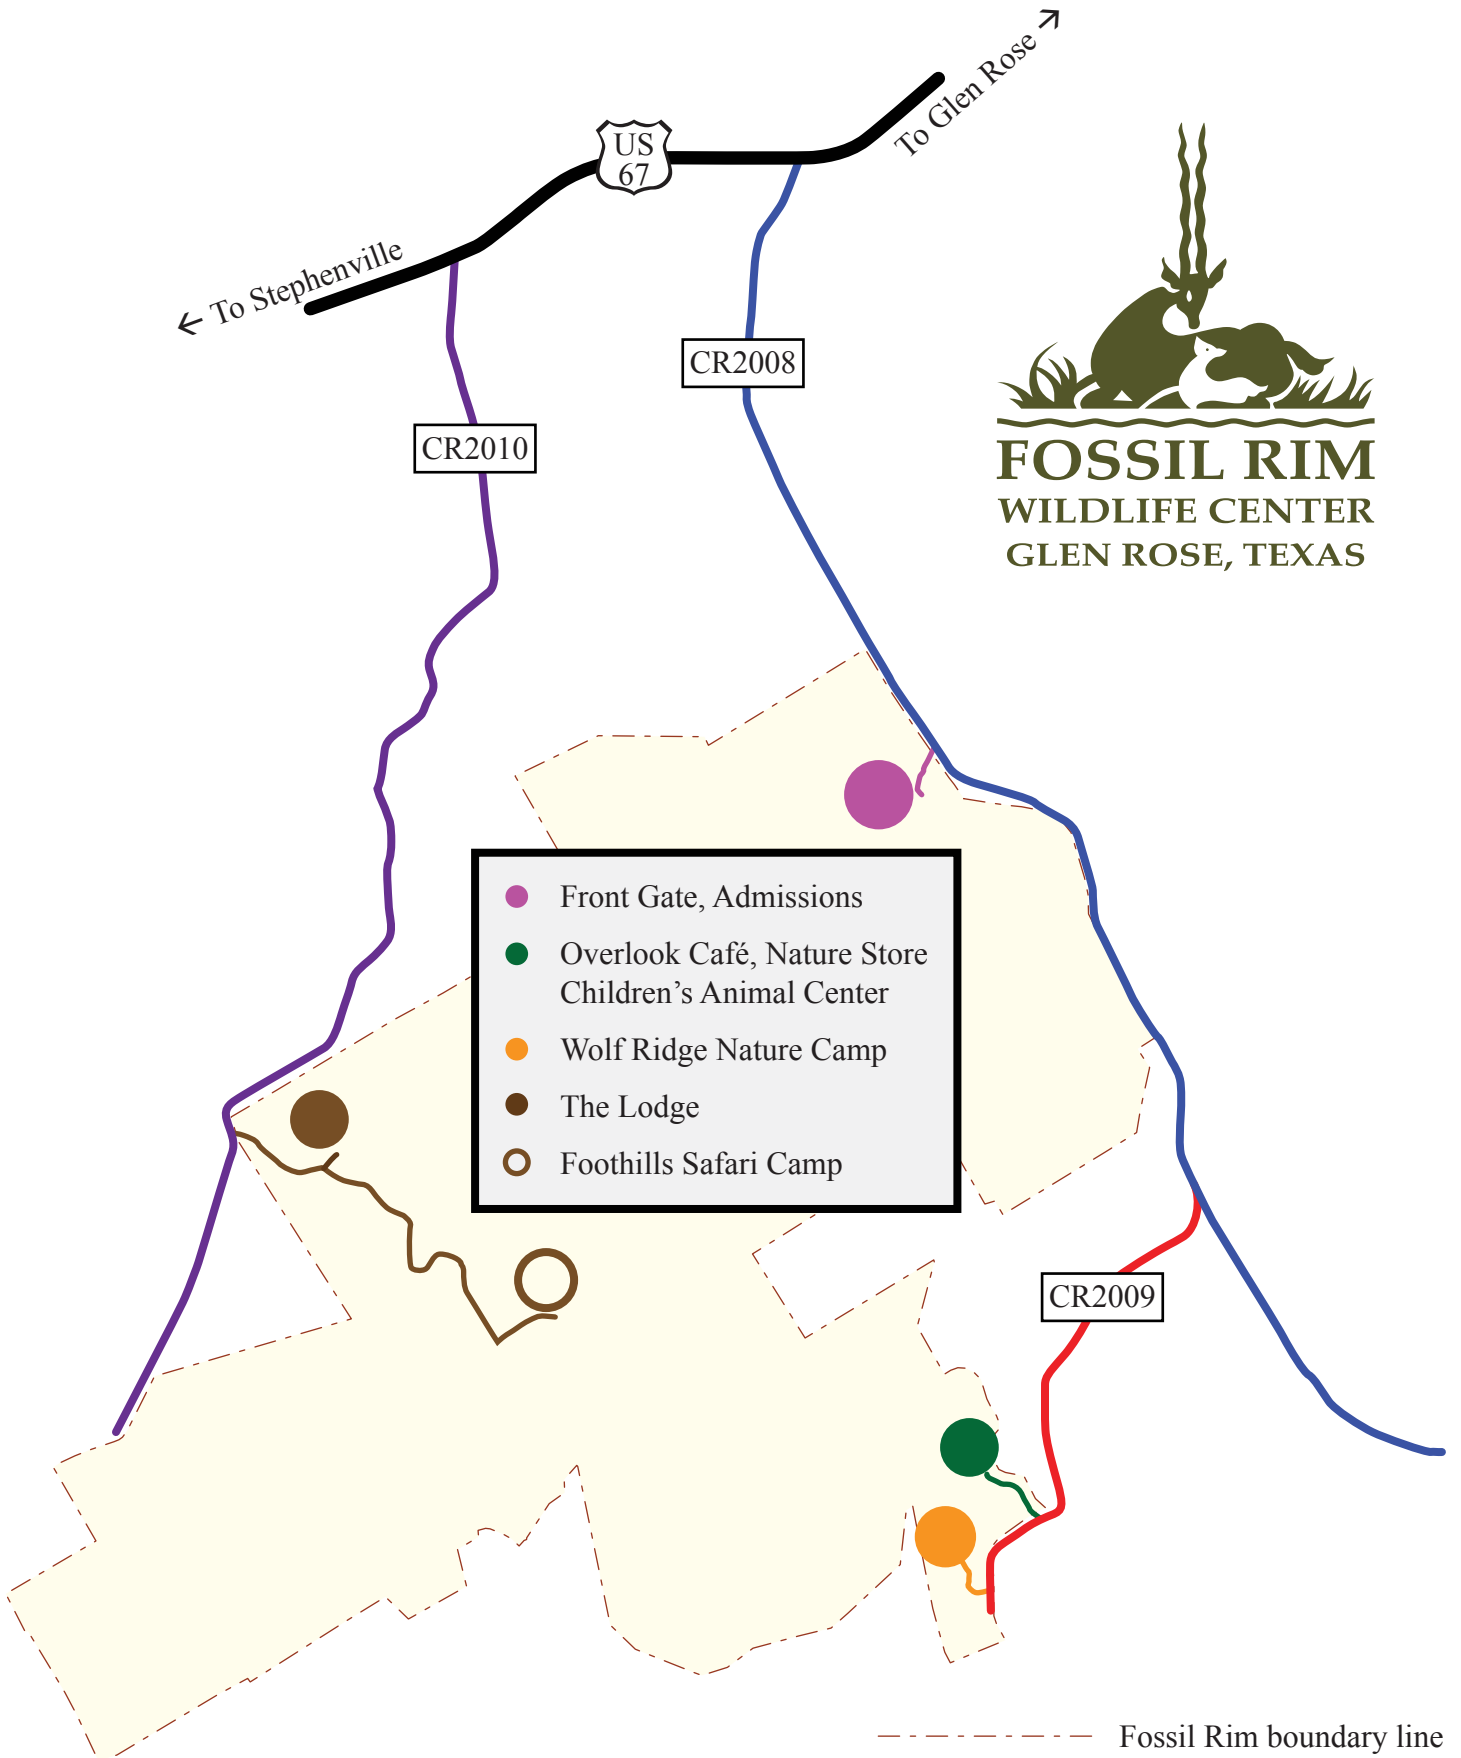 To Glen Rose →
US
67
← To Stephenville
CR2008
CR2010
FOSSIL RIM
WILDLIFE CENTER
GLEN ROSE, TEXAS
Front Gate, Admissions
Overlook Café, Nature Store
Children’s Animal Center
Wolf Ridge Nature Camp
The Lodge
Foothills Safari Camp
CR2009
Fossil Rim boundary line